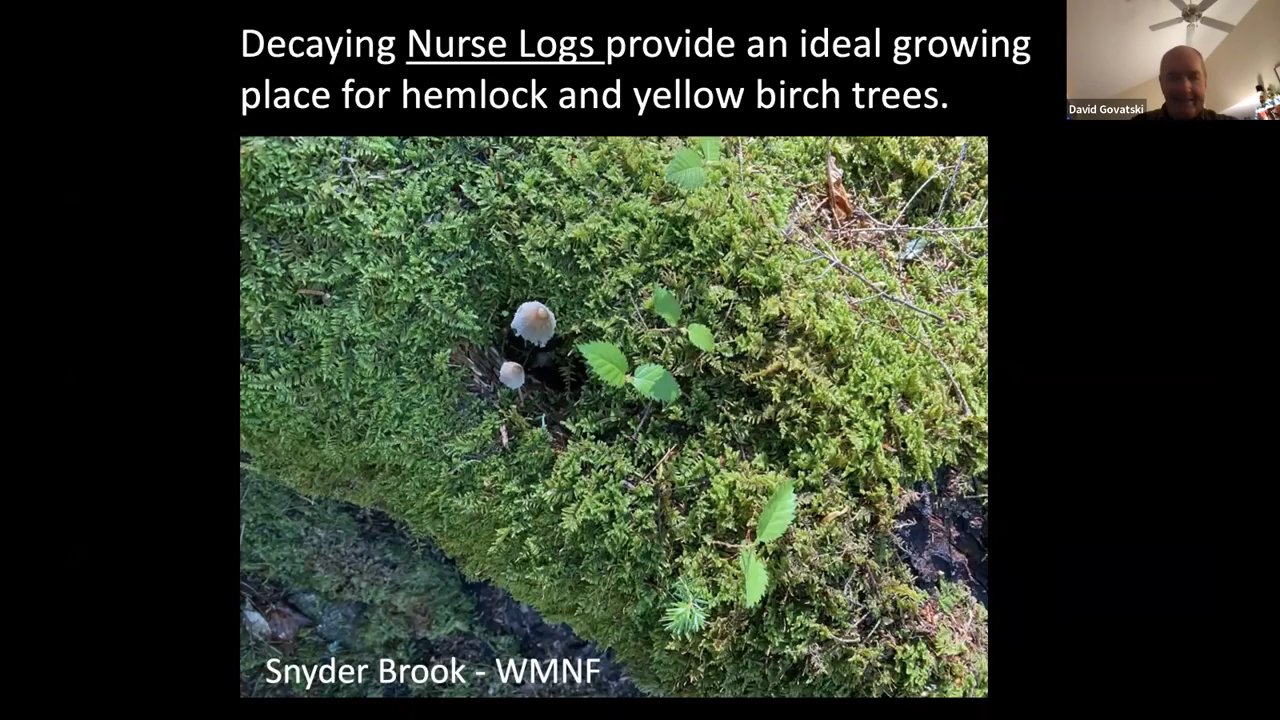 Decaying Nurse Logs provide an ideal growing
place for hemlock and yellow birch trees.
David Govatski
Snyder Brook - WMNF